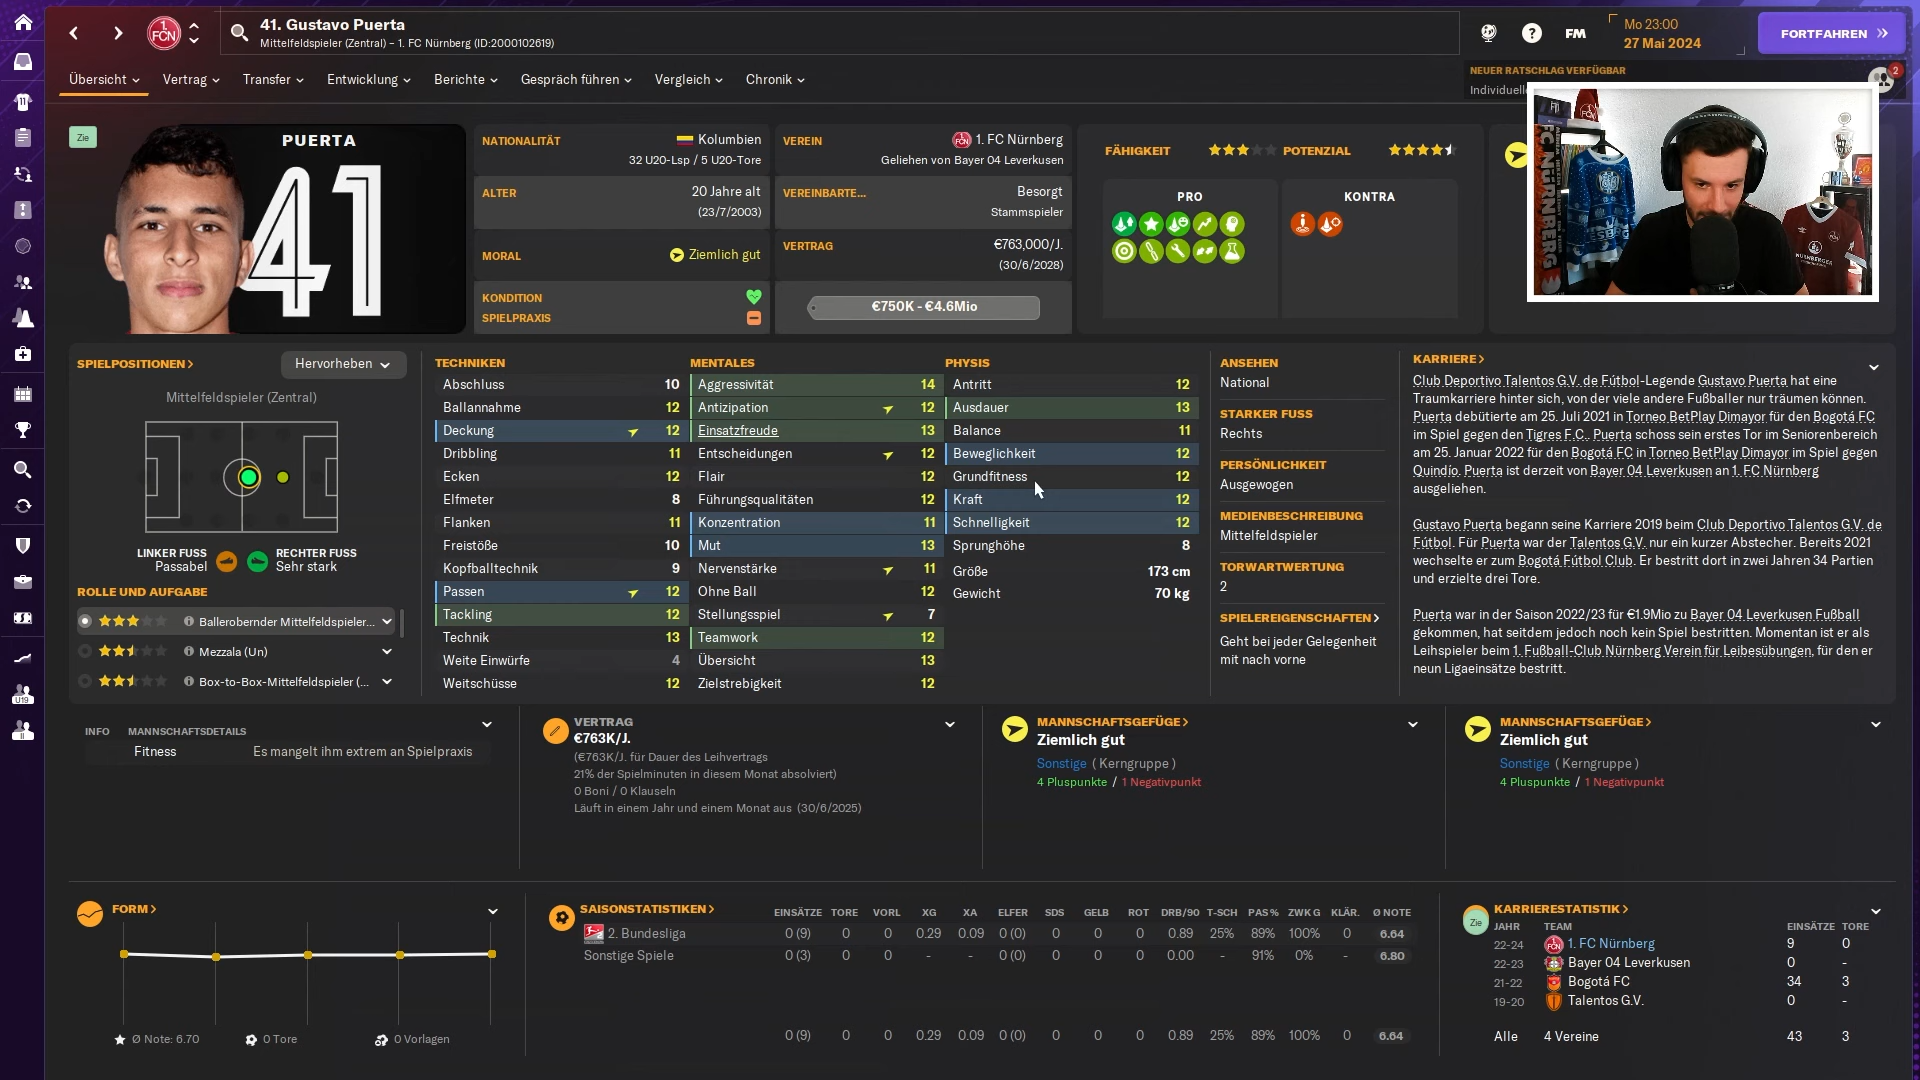 41. Gustavo Puerta
Mittelfeldspieler (Zentral) – 1. FC Nürnberg (ID:2000102619)
FM
Mo 23:00
27 Mai 2024
FORTFAHREN
Übersicht
Vertrag
Transfer
Entwicklung
Berichte
Gespräch führen
Vergleich
Chronik
NEUER RATSCHLAG VERFÜGBAR
2
Zie
PUERTA
41
NATIONALITÄT
Kolumbien
32 U20-Lsp / 5 U20-Tore
ALTER
20 Jahre alt
(23/7/2003)
MORAL
Ziemlich gut
KONDITION
SPIELPRAXIS
VEREIN
1. FC Nürnberg
Geliehen von Bayer 04 Leverkusen
VEREINBARTE...
Besorgt
Stammspieler
VERTRAG
€763,000/J.
(30/6/2028)
€750K - €4.6Mio
FÄHIGKEIT
POTENZIAL
PRO
KONTRA
SPIELPOSITIONEN
Hervorheben
Mittelfeldspieler (Zentral)
LINKER FUSS
Passabel
RECHTER FUSS
Sehr stark
ROLLE UND AUFGABE
Ballerobernder Mittelfeldspieler...
Mezzala (Un)
Box-to-Box-Mittelfeldspieler (...
TECHNIKEN
Abschluss 10
Ballannahme 12
Deckung 12
Dribbling 11
Ecken 12
Elfmeter 8
Flanken 11
Freistöße 10
Kopfballtechnik 9
Passen 12
Tackling 12
Technik 13
Weite Einwürfe 4
Weitschüsse 12
MENTALES
Aggressivität 14
Antizipation 12
Einsatzfreude 13
Entscheidungen 12
Flair 12
Führungsqualitäten 12
Konzentration 11
Mut 13
Nervenstärke 11
Ohne Ball 12
Stellungsspiel 7
Teamwork 12
Übersicht 13
Zielstrebigkeit 12
PHYSIS
Antritt 12
Ausdauer 13
Balance 11
Beweglichkeit 12
Grundfitness 12
Kraft 12
Schnelligkeit 12
Sprunghöhe 8
Größe 173 cm
Gewicht 70 kg
ANSEHEN
National
STARKER FUSS
Rechts
PERSÖNLICHKEIT
Ausgewogen
MEDIENBESCHREIBUNG
Mittelfeldspieler
TORWARTWERTUNG
2
SPIELEREIGENSCHAFTEN
Geht bei jeder Gelegenheit
mit nach vorne
KARRIERE
Club Deportivo Talentos G.V. de Fútbol-Legende Gustavo Puerta hat eine
Traumkarriere hinter sich, von der viele andere Fußballer nur träumen können.
Puerta debütierte am 25. Juli 2021 in Torneo BetPlay Dimayor für den Bogotá FC
im Spiel gegen den Tigres F.C.. Puerta schoss sein erstes Tor im Seniorenbereich
am 25. Januar 2022 für den Bogotá FC in Torneo BetPlay Dimayor im Spiel gegen
Quindío. Puerta ist derzeit von Bayer 04 Leverkusen an 1. FC Nürnberg
ausgeliehen.
Gustavo Puerta begann seine Karriere 2019 beim Club Deportivo Talentos G.V. de
Fútbol. Für Puerta war der Talentos G.V. nur ein kurzer Abstecher. Bereits 2021
wechselte er zum Bogotá Fútbol Club. Er bestritt dort in zwei Jahren 34 Partien
und erzielte drei Tore.
Puerta war in der Saison 2022/23 für €1.9Mio zu Bayer 04 Leverkusen Fußball
gekommen, hat seitdem jedoch noch kein Spiel bestritten. Momentan ist er als
Leihspieler beim 1. Fußball-Club Nürnberg Verein für Leibesübungen, für den er
neun Ligaeinsätze bestritt.
INFO MANNSCHAFTSDETAILS
Fitness Es mangelt ihm extrem an Spielpraxis
VERTRAG
€763K/J.
(€763K/J. für Dauer des Leihvertrags
21% der Spielminuten in diesem Monat absolviert)
0 Boni / 0 Klauseln
Läuft in einem Jahr und einem Monat aus (30/6/2025)
MANNSCHAFTSGEFÜGE
Ziemlich gut
Sonstige ( Kerngruppe )
4 Pluspunkte / 1 Negativpunkt
MANNSCHAFTSGEFÜGE
Ziemlich gut
Sonstige ( Kerngruppe )
4 Pluspunkte / 1 Negativpunkt
FORM
Ø Note: 6.70
0 Tore
0 Vorlagen
SAISONSTATISTIKEN EINSÄTZE TORE VORL XG XA ELFER SDS GELB ROT DRB/90 T-SCH PAS% ZWK G KLÄR. Ø NOTE
2. Bundesliga 0 (9) 0 0 0.29 0.09 0 (0) 0 0 0 0.89 25% 89% 100% 0 6.64
Sonstige Spiele 0 (3) 0 0 - - 0 (0) 0 0 0 0.00 - 91% 0% - 6.80
0 (9) 0 0 0.29 0.09 0 (0) 0 0 0 0.89 25% 89% 100% 0 6.64
Zie
KARRIERESTATISTIK
JAHR TEAM EINSÄTZE TORE
22-24 1. FC Nürnberg 9 0
22-23 Bayer 04 Leverkusen 0 -
21-22 Bogotá FC 34 3
19-20 Talentos G.V. 0 -
Alle 4 Vereine 43 3